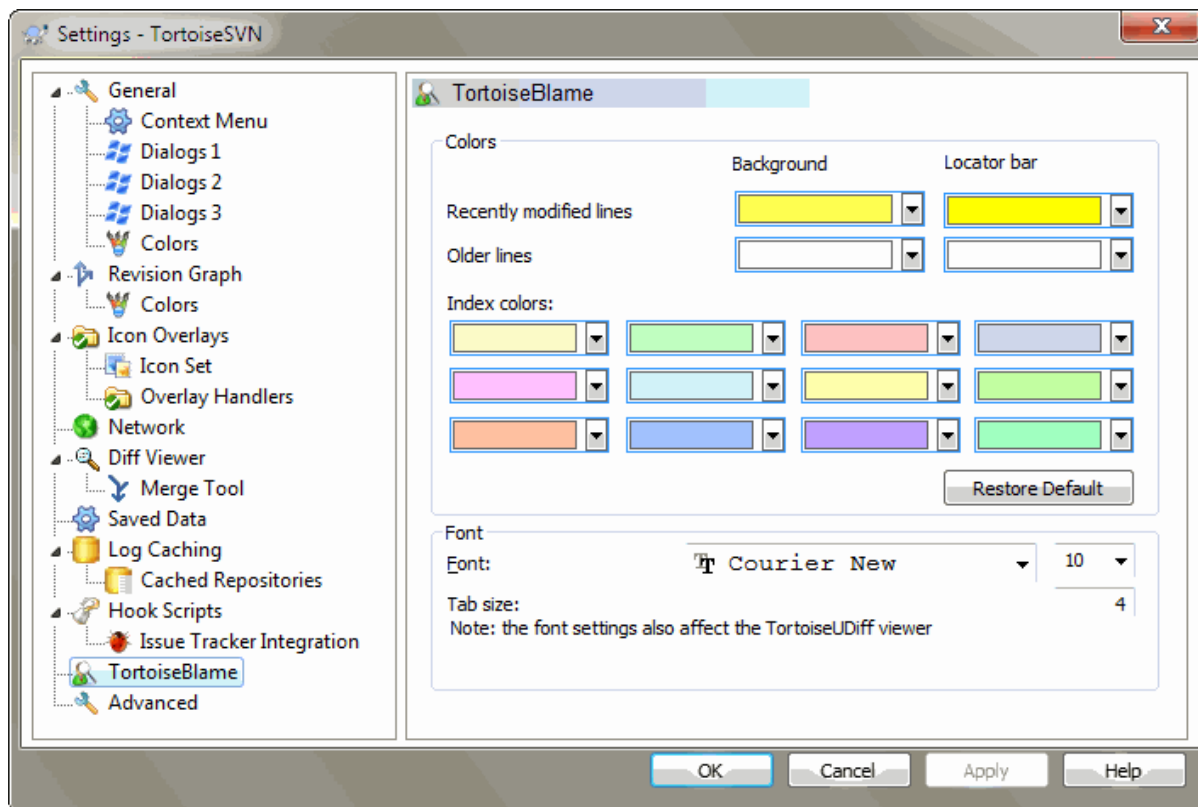 Settings - TortoiseSVN
General
Context Menu
Dialogs 1
Dialogs 2
Dialogs 3
Colors
Revision Graph
Colors
Icon Overlays
Icon Set
Overlay Handlers
Network
Diff Viewer
Merge Tool
Saved Data
Log Caching
Cached Repositories
Hook Scripts
Issue Tracker Integration
TortoiseBlame
Advanced
TortoiseBlame
Colors
Background Locator bar
Recently modified lines
Older lines
Index colors:
Restore Default
Font
Font: Courier New 10
Tab size: 4
Note: the font settings also affect the TortoiseUDiff viewer
OK Cancel Apply Help